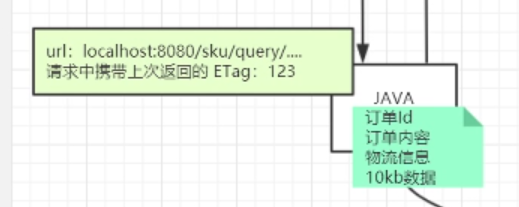 url：localhost:8080/sku/query/....
请求中携带上次返回的 ETag：123
JAVA
订单Id
订单内容
物流信息
10kb数据